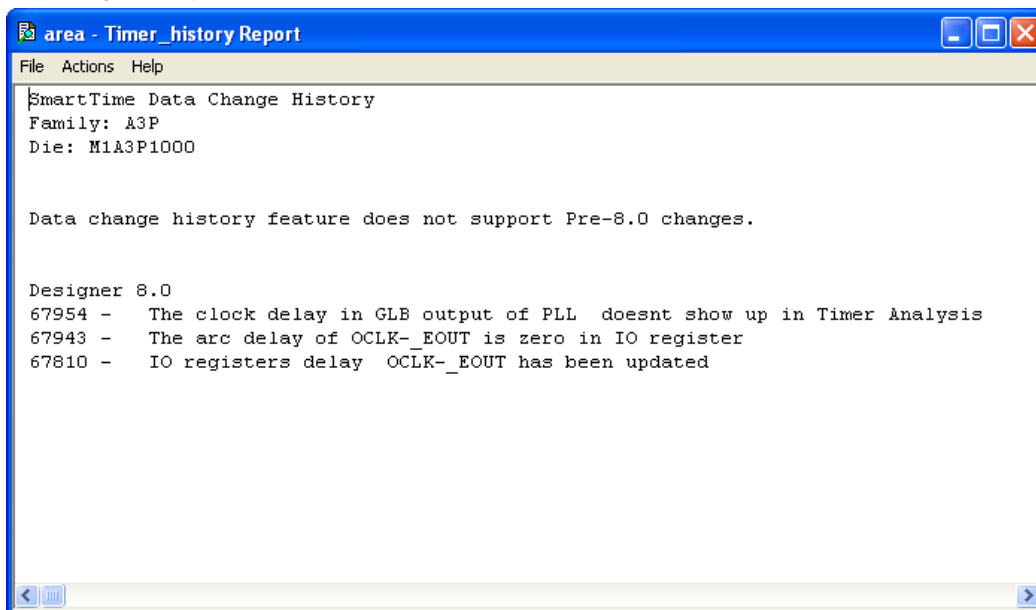 area - Timer_history Report
File Actions Help
SmartTime Data Change History
Family: A3P
Die: M1A3P1000
Data change history feature does not support Pre-8.0 changes.
Designer 8.0
67954 - The clock delay in GLB output of PLL doesnt show up in Timer Analysis
67943 - The arc delay of OCLK-_EOUT is zero in IO register
67810 - IO registers delay OCLK-_EOUT has been updated